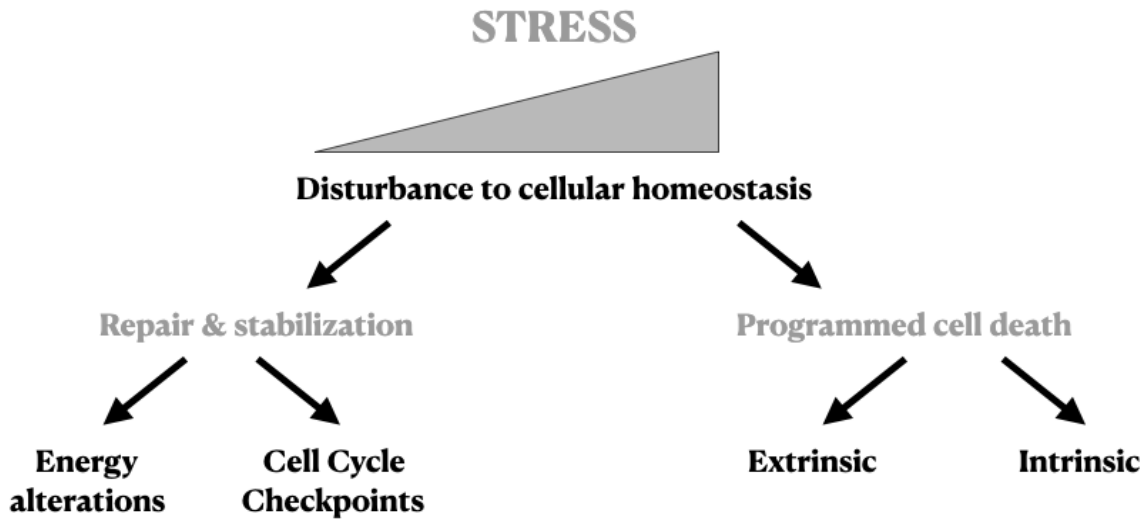 STRESS
Disturbance to cellular homeostasis
Repair & stabilization
Programmed cell death
Energy
alterations
Cell Cycle
Checkpoints
Extrinsic
Intrinsic